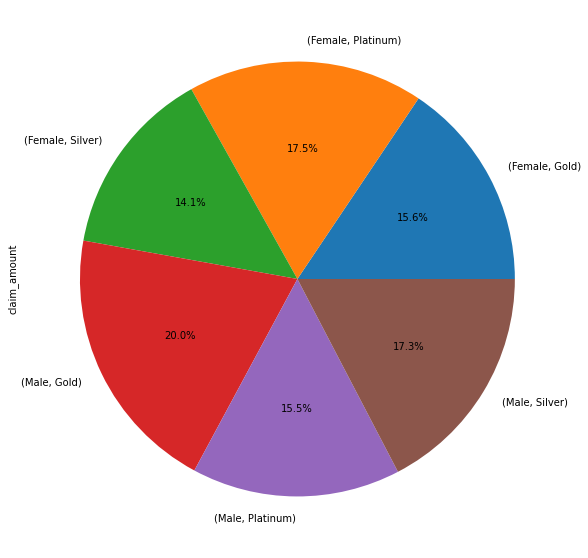 (Female, Platinum)
(Female, Silver)
17.5%
(Female, Gold)
14.1%
15.6%
claim_amount
20.0%
17.3%
(Male, Gold)
15.5%
(Male, Silver)
(Male, Platinum)